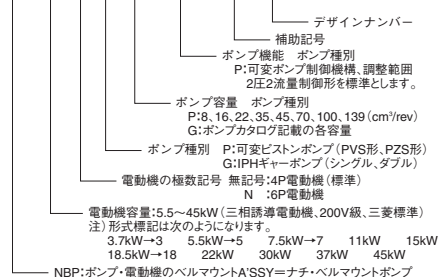 デザインナンバー
補助記号
ポンプ機能 ポンプ種別
P:可変ポンプ制御機構、調整範囲
2圧2流量制御形を標準とします。
ポンプ容量 ポンプ種別
P:8、16、22、35、45、70、100、139（cm³/rev）
G:ポンプカタログ記載の各容量
ポンプ種別 P:可変ピストンポンプ（PVS形、PZS形）
G:IPHギャーポンプ（シングル、ダブル）
電動機の極数記号 無記号:4P電動機（標準）
N :6P電動機
電動機容量:5.5～45kW（三相誘導電動機、200V級、三菱標準）
注）形式標記は次のようになります。
3.7kW→3 5.5kW→5 7.5kW→7 11kW 15kW
18.5kW→18 22kW 30kW 37kW 45kW
NBP:ポンプ・電動機のベルマウントA'SSY=ナチ・ベルマウントポンプ